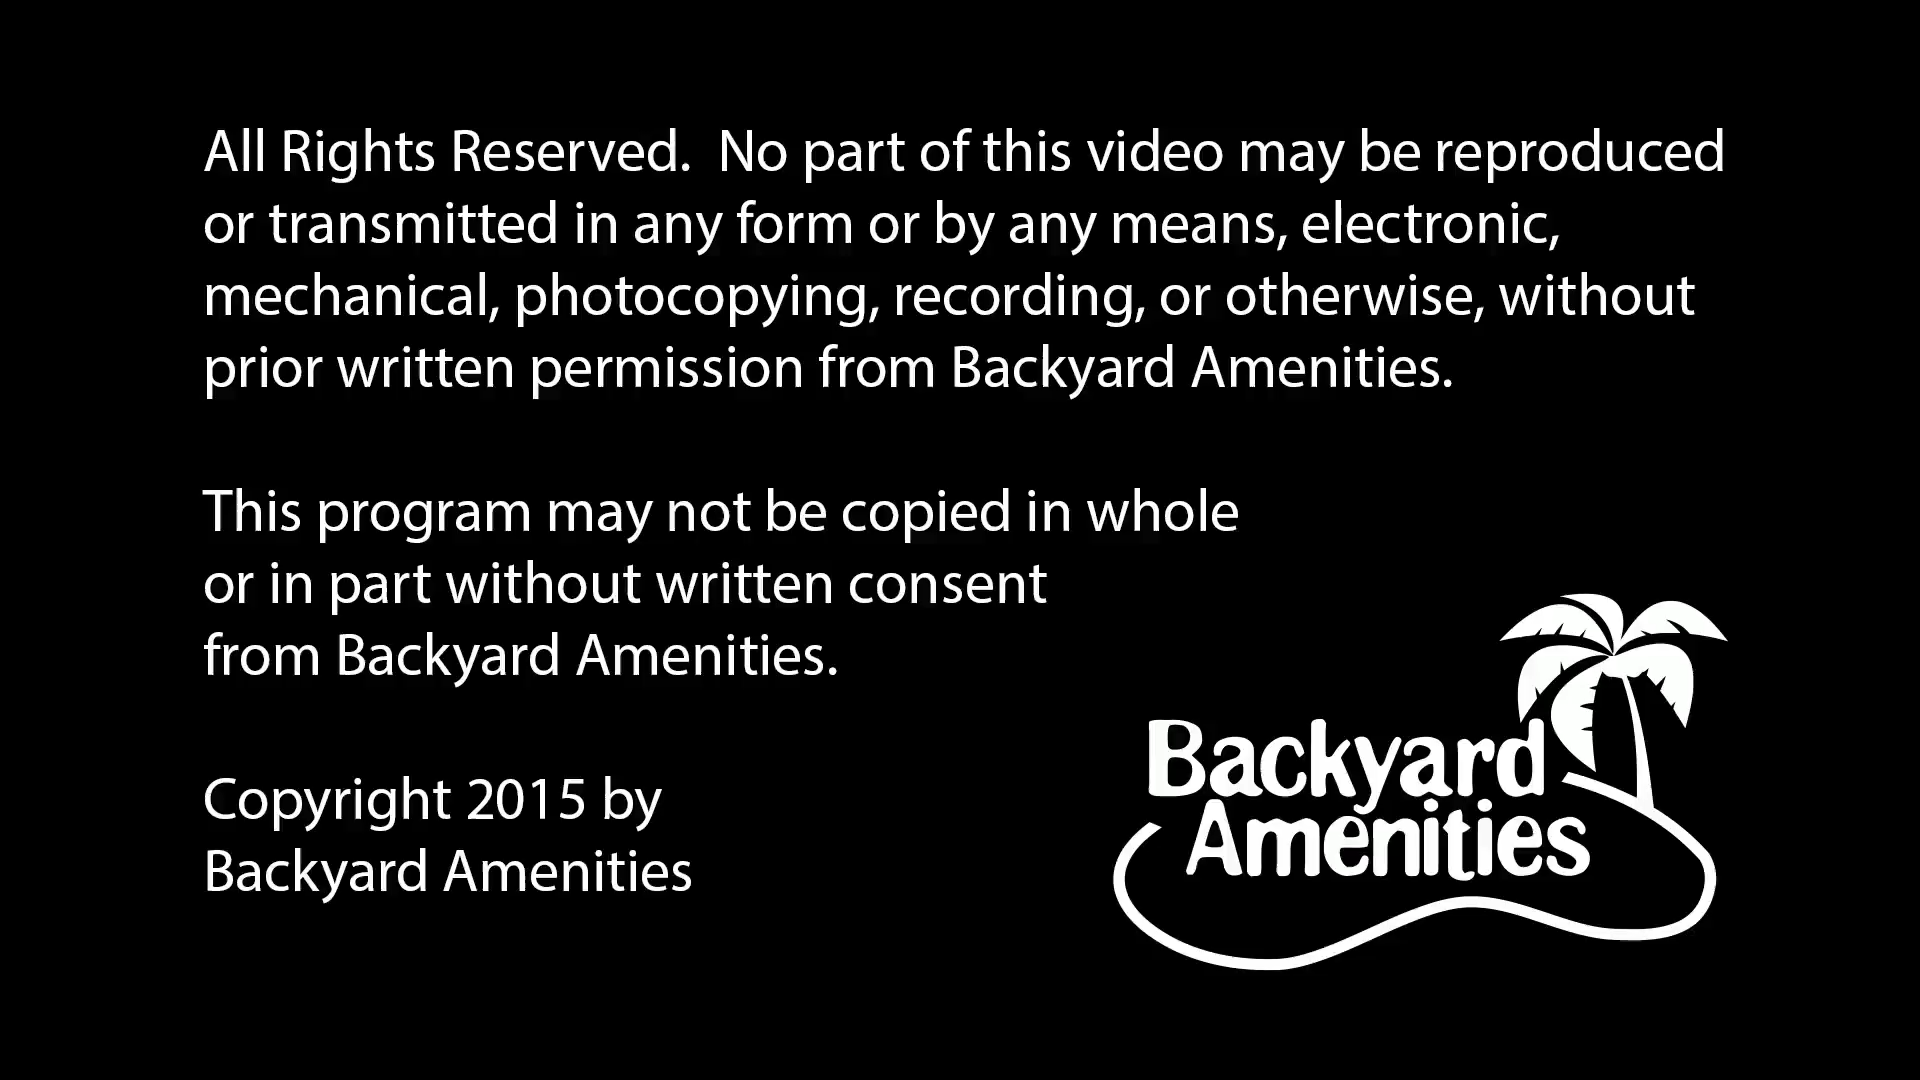 All Rights Reserved.  No part of this video may be reproduced
or transmitted in any form or by any means, electronic,
mechanical, photocopying, recording, or otherwise, without
prior written permission from Backyard Amenities.
This program may not be copied in whole
or in part without written consent
from Backyard Amenities.
Copyright 2015 by
Backyard Amenities
Backyard
Amenities